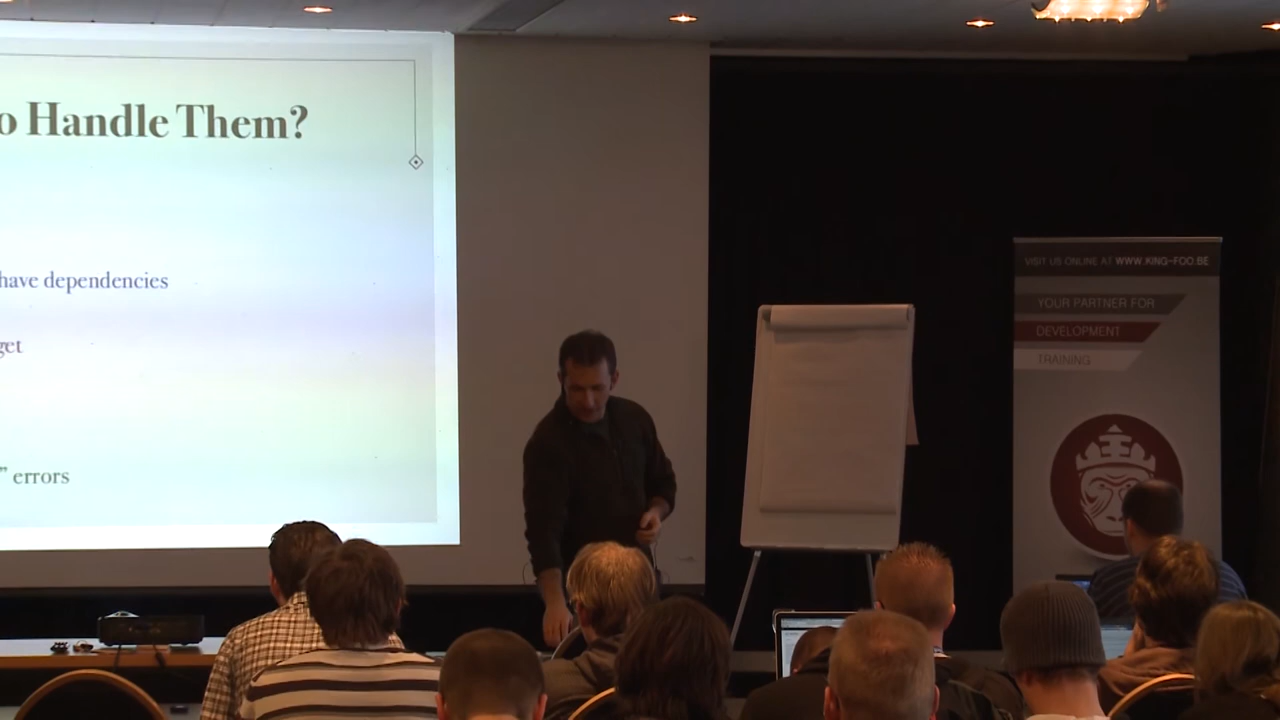 o Handle Them?
have dependencies
get
” errors
VISIT US ONLINE AT WWW.KING-FOO.BE
YOUR PARTNER FOR
DEVELOPMENT
TRAINING